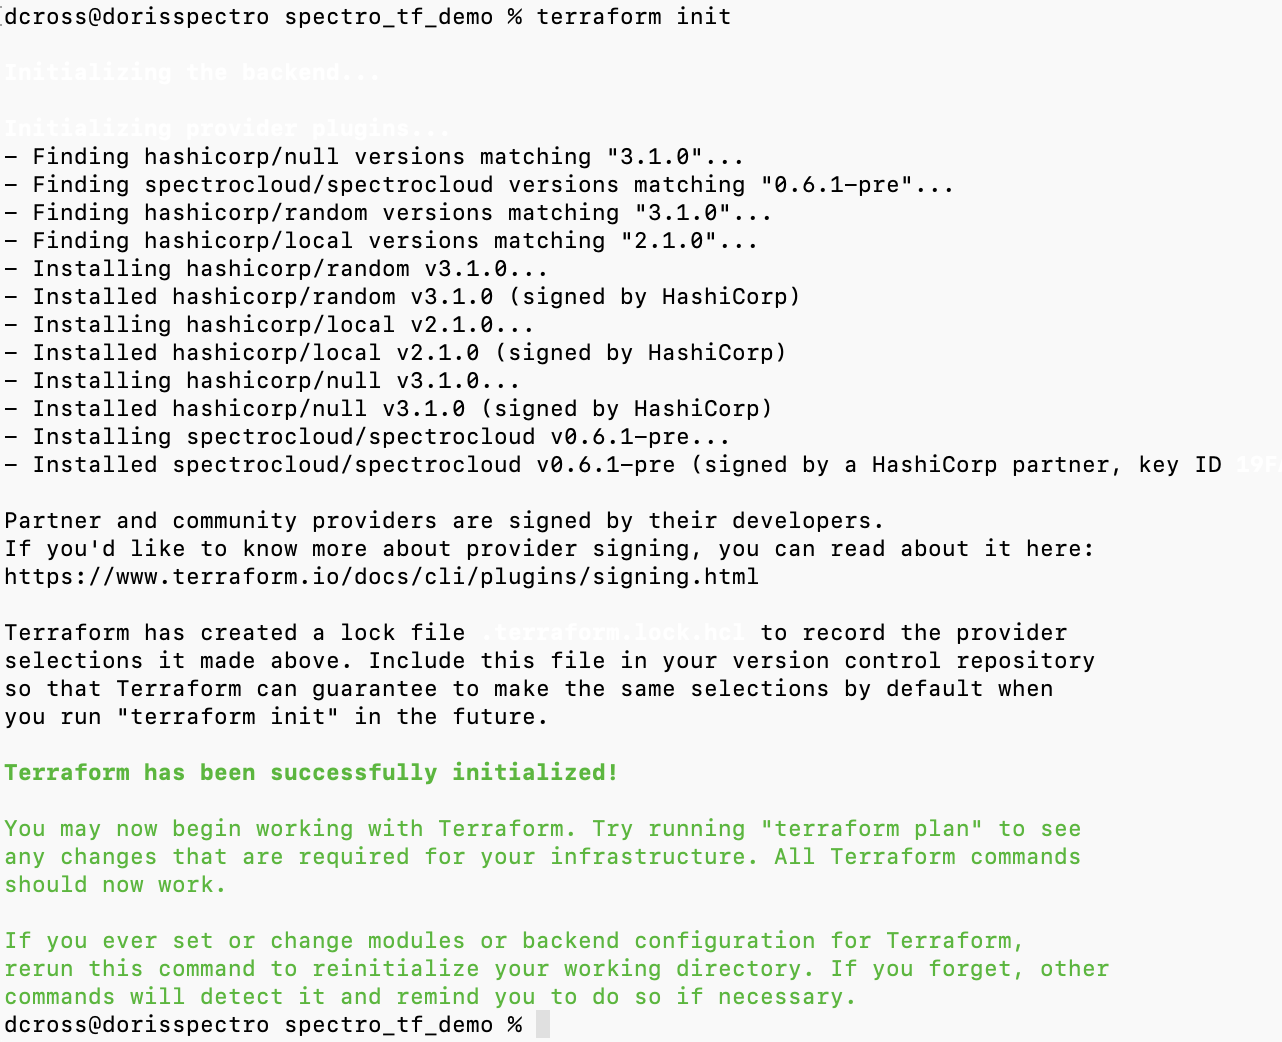 dcross@dorisspectro spectro_tf_demo % terraform init
Initializing the backend...
Initializing provider plugins...
- Finding hashicorp/null versions matching "3.1.0"...
- Finding spectrocloud/spectrocloud versions matching "0.6.1-pre"...
- Finding hashicorp/random versions matching "3.1.0"...
- Finding hashicorp/local versions matching "2.1.0"...
- Installing hashicorp/random v3.1.0...
- Installed hashicorp/random v3.1.0 (signed by HashiCorp)
- Installing hashicorp/local v2.1.0...
- Installed hashicorp/local v2.1.0 (signed by HashiCorp)
- Installing hashicorp/null v3.1.0...
- Installed hashicorp/null v3.1.0 (signed by HashiCorp)
- Installing spectrocloud/spectrocloud v0.6.1-pre...
- Installed spectrocloud/spectrocloud v0.6.1-pre (signed by a HashiCorp partner, key ID
Partner and community providers are signed by their developers.
If you'd like to know more about provider signing, you can read about it here:
https://www.terraform.io/docs/cli/plugins/signing.html
Terraform has created a lock file .terraform.lock.hcl to record the provider
selections it made above. Include this file in your version control repository
so that Terraform can guarantee to make the same selections by default when
you run "terraform init" in the future.
Terraform has been successfully initialized!
You may now begin working with Terraform. Try running "terraform plan" to see
any changes that are required for your infrastructure. All Terraform commands
should now work.
If you ever set or change modules or backend configuration for Terraform,
rerun this command to reinitialize your working directory. If you forget, other
commands will detect it and remind you to do so if necessary.
dcross@dorisspectro spectro_tf_demo %